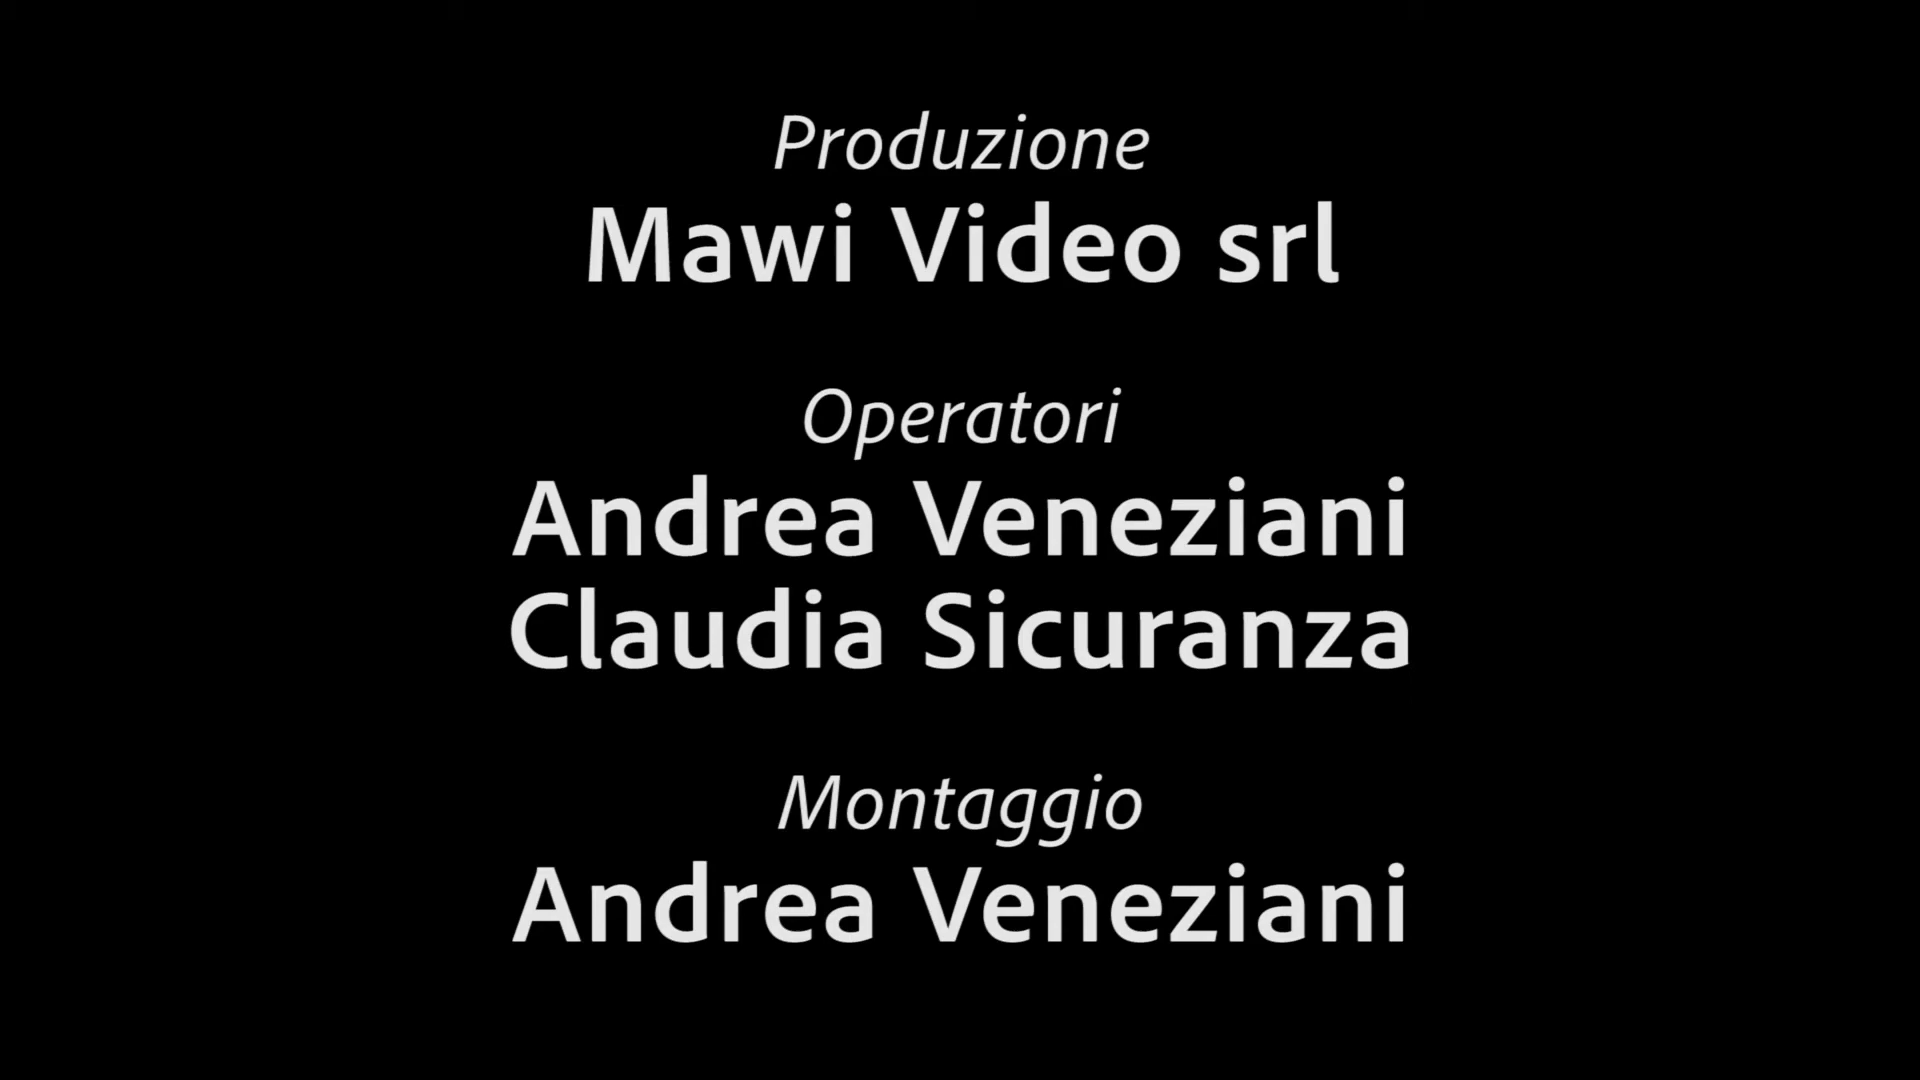 Produzione
Mawi Video srl
Operatori
Andrea Veneziani
Claudia Sicuranza
Montaggio
Andrea Veneziani